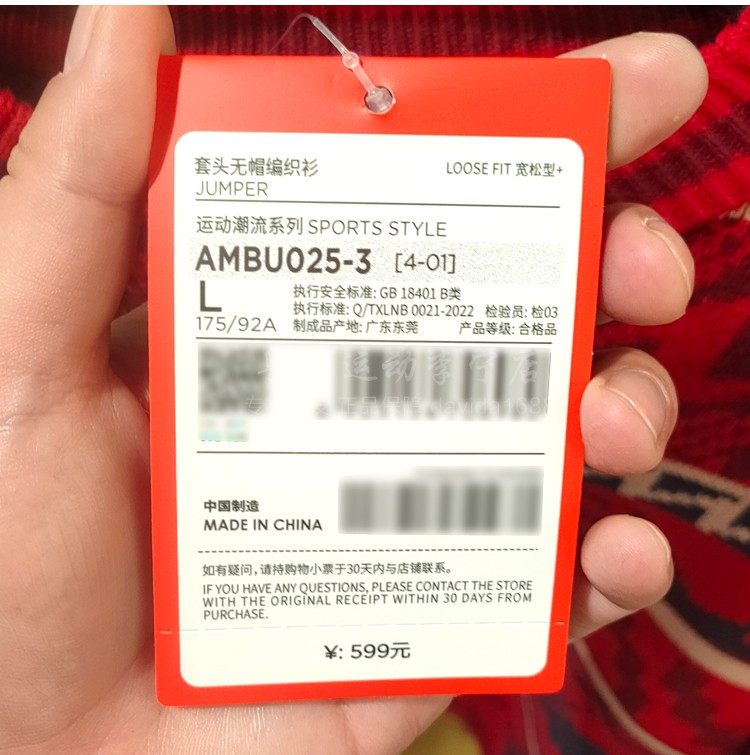 套头无帽编织衫
JUMPER
LOOSE FIT 宽松型+
运动潮流系列 SPORTS STYLE
AMBU025-3 [4-01]
L
175/92A
执行安全标准: GB 18401 B类
执行标准: Q/TXLNB 0021-2022 检验员: 检03
制成品产地: 广东东莞 产品等级: 合格品
运动李宁店
中国制造
MADE IN CHINA
如有疑问,请持购物小票于30天内与店铺联系。
IF YOU HAVE ANY QUESTIONS, PLEASE CONTACT THE STORE
WITH THE ORIGINAL RECEIPT WITHIN 30 DAYS FROM
PURCHASE.
¥: 599元